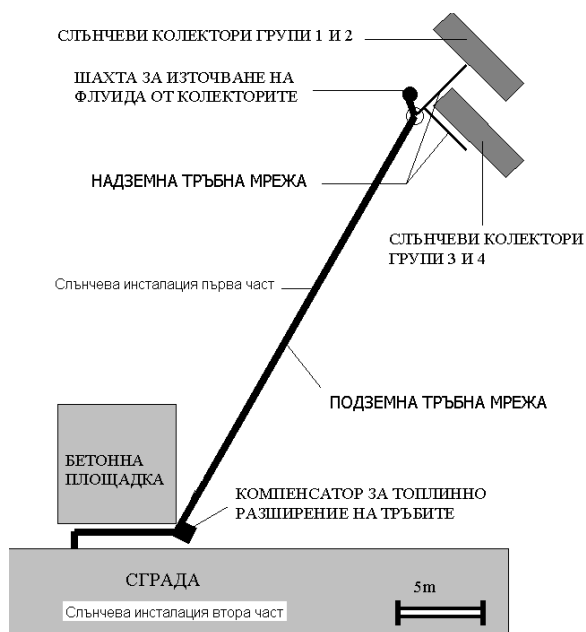 СЛЪНЧЕВИ КОЛЕКТОРИ ГРУПИ 1 И 2
ШАХТА ЗА ИЗТОЧВАНЕ НА
ФЛУИДА ОТ КОЛЕКТОРИТЕ
НАДЗЕМНА ТРЪБНА МРЕЖА
СЛЪНЧЕВИ КОЛЕКТОРИ
ГРУПИ 3 И 4
Слънчева инсталация първа част
ПОДЗЕМНА ТРЪБНА МРЕЖА
БЕТОННА
ПЛОЩАДКА
КОМПЕНСАТОР ЗА ТОПЛИННО
РАЗШИРЕНИЕ НА ТРЪБИТЕ
СГРАДА
5m
Слънчева инсталация втора част